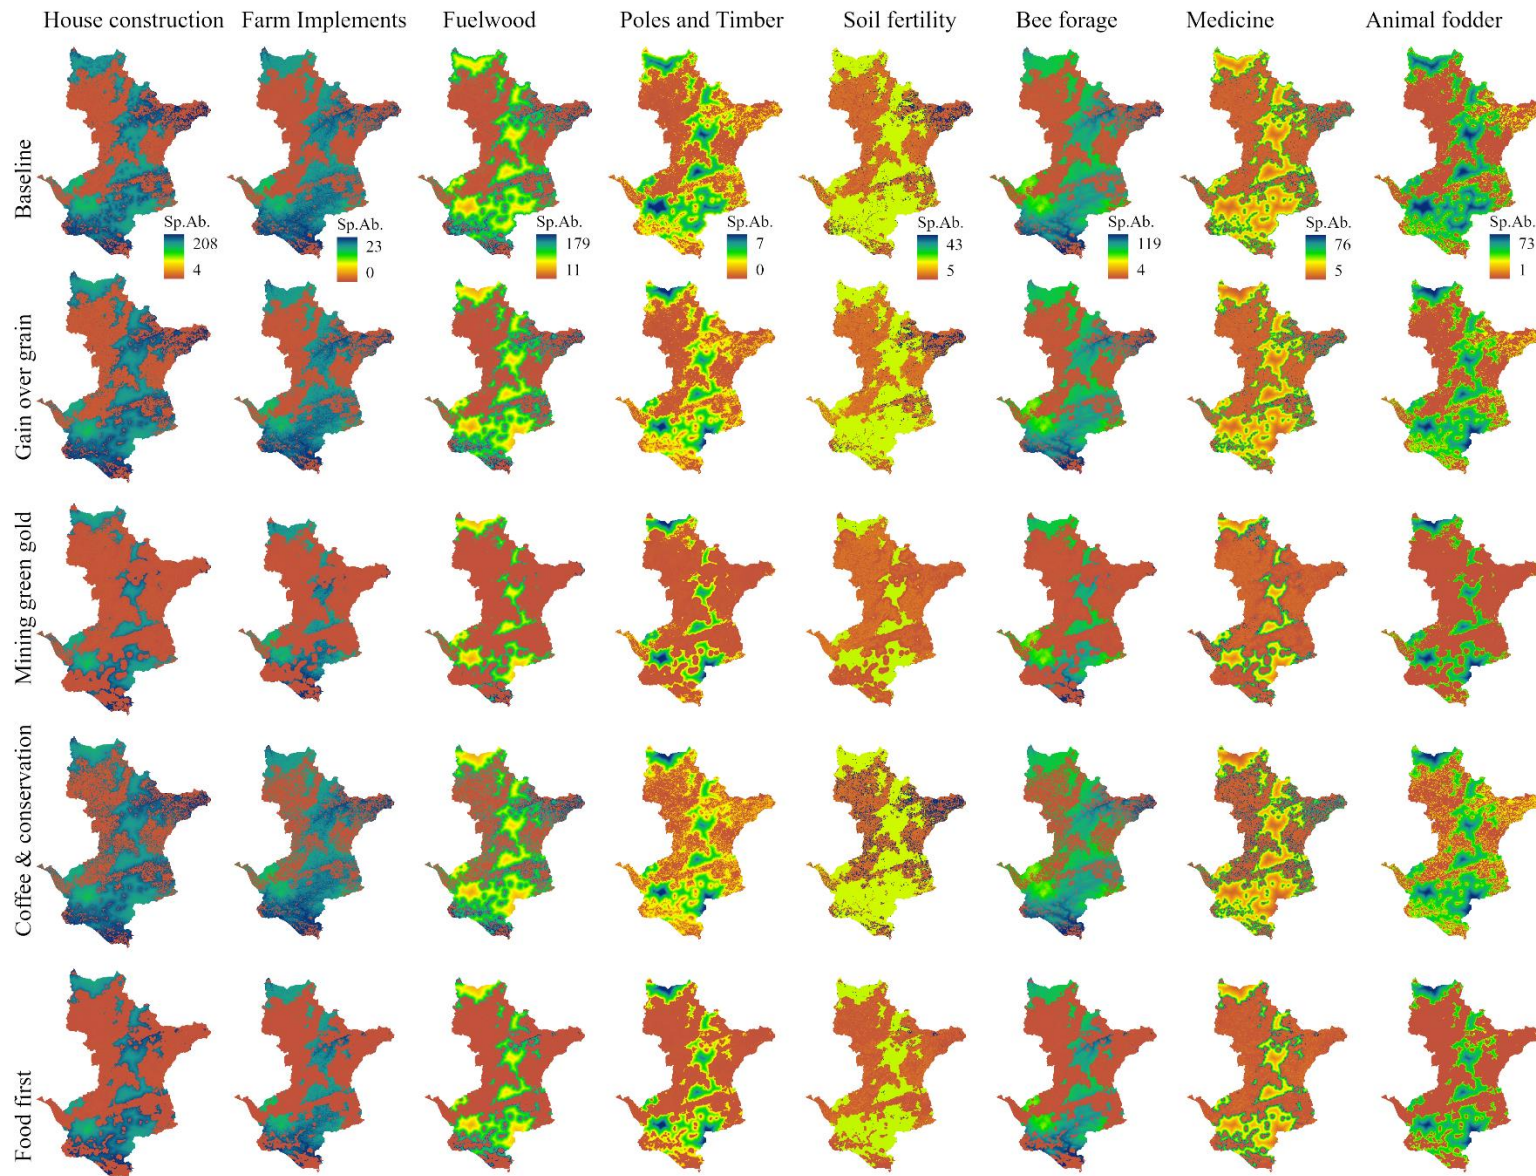 House construction Farm Implements Fuelwood Poles and Timber Soil fertility Bee forage Medicine Animal fodder
Baseline
Sp.Ab.
208
4
Sp.Ab.
23
0
Sp.Ab.
179
11
Sp.Ab.
7
0
Sp.Ab.
43
5
Sp.Ab.
119
4
Sp.Ab.
76
5
Sp.Ab.
73
1
Gain over grain
Mining green gold
Coffee & conservation
Food first